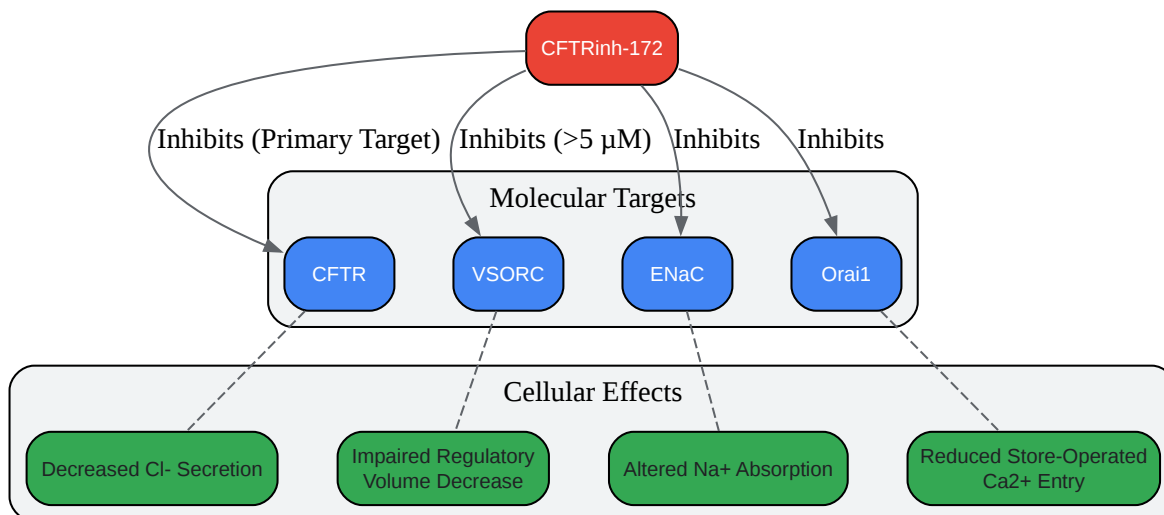 CFTRinh-172
Inhibits (Primary Target)
Inhibits (>5 µM)
Inhibits
Inhibits
Molecular Targets
CFTR
VSORC
ENaC
Orai1
Cellular Effects
Decreased Cl- Secretion
Impaired Regulatory
Volume Decrease
Altered Na+ Absorption
Reduced Store-Operated
Ca2+ Entry